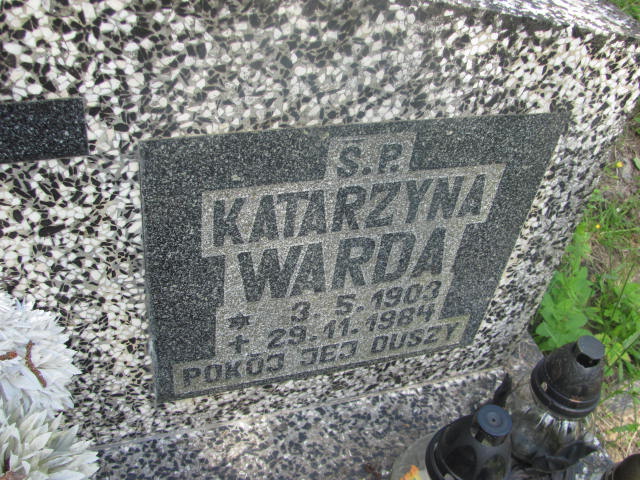 Ś.P.
KATARZYNA
WARDA
* 3.5.1903
+ 29.11.1984
POKÓJ JEJ DUSZY